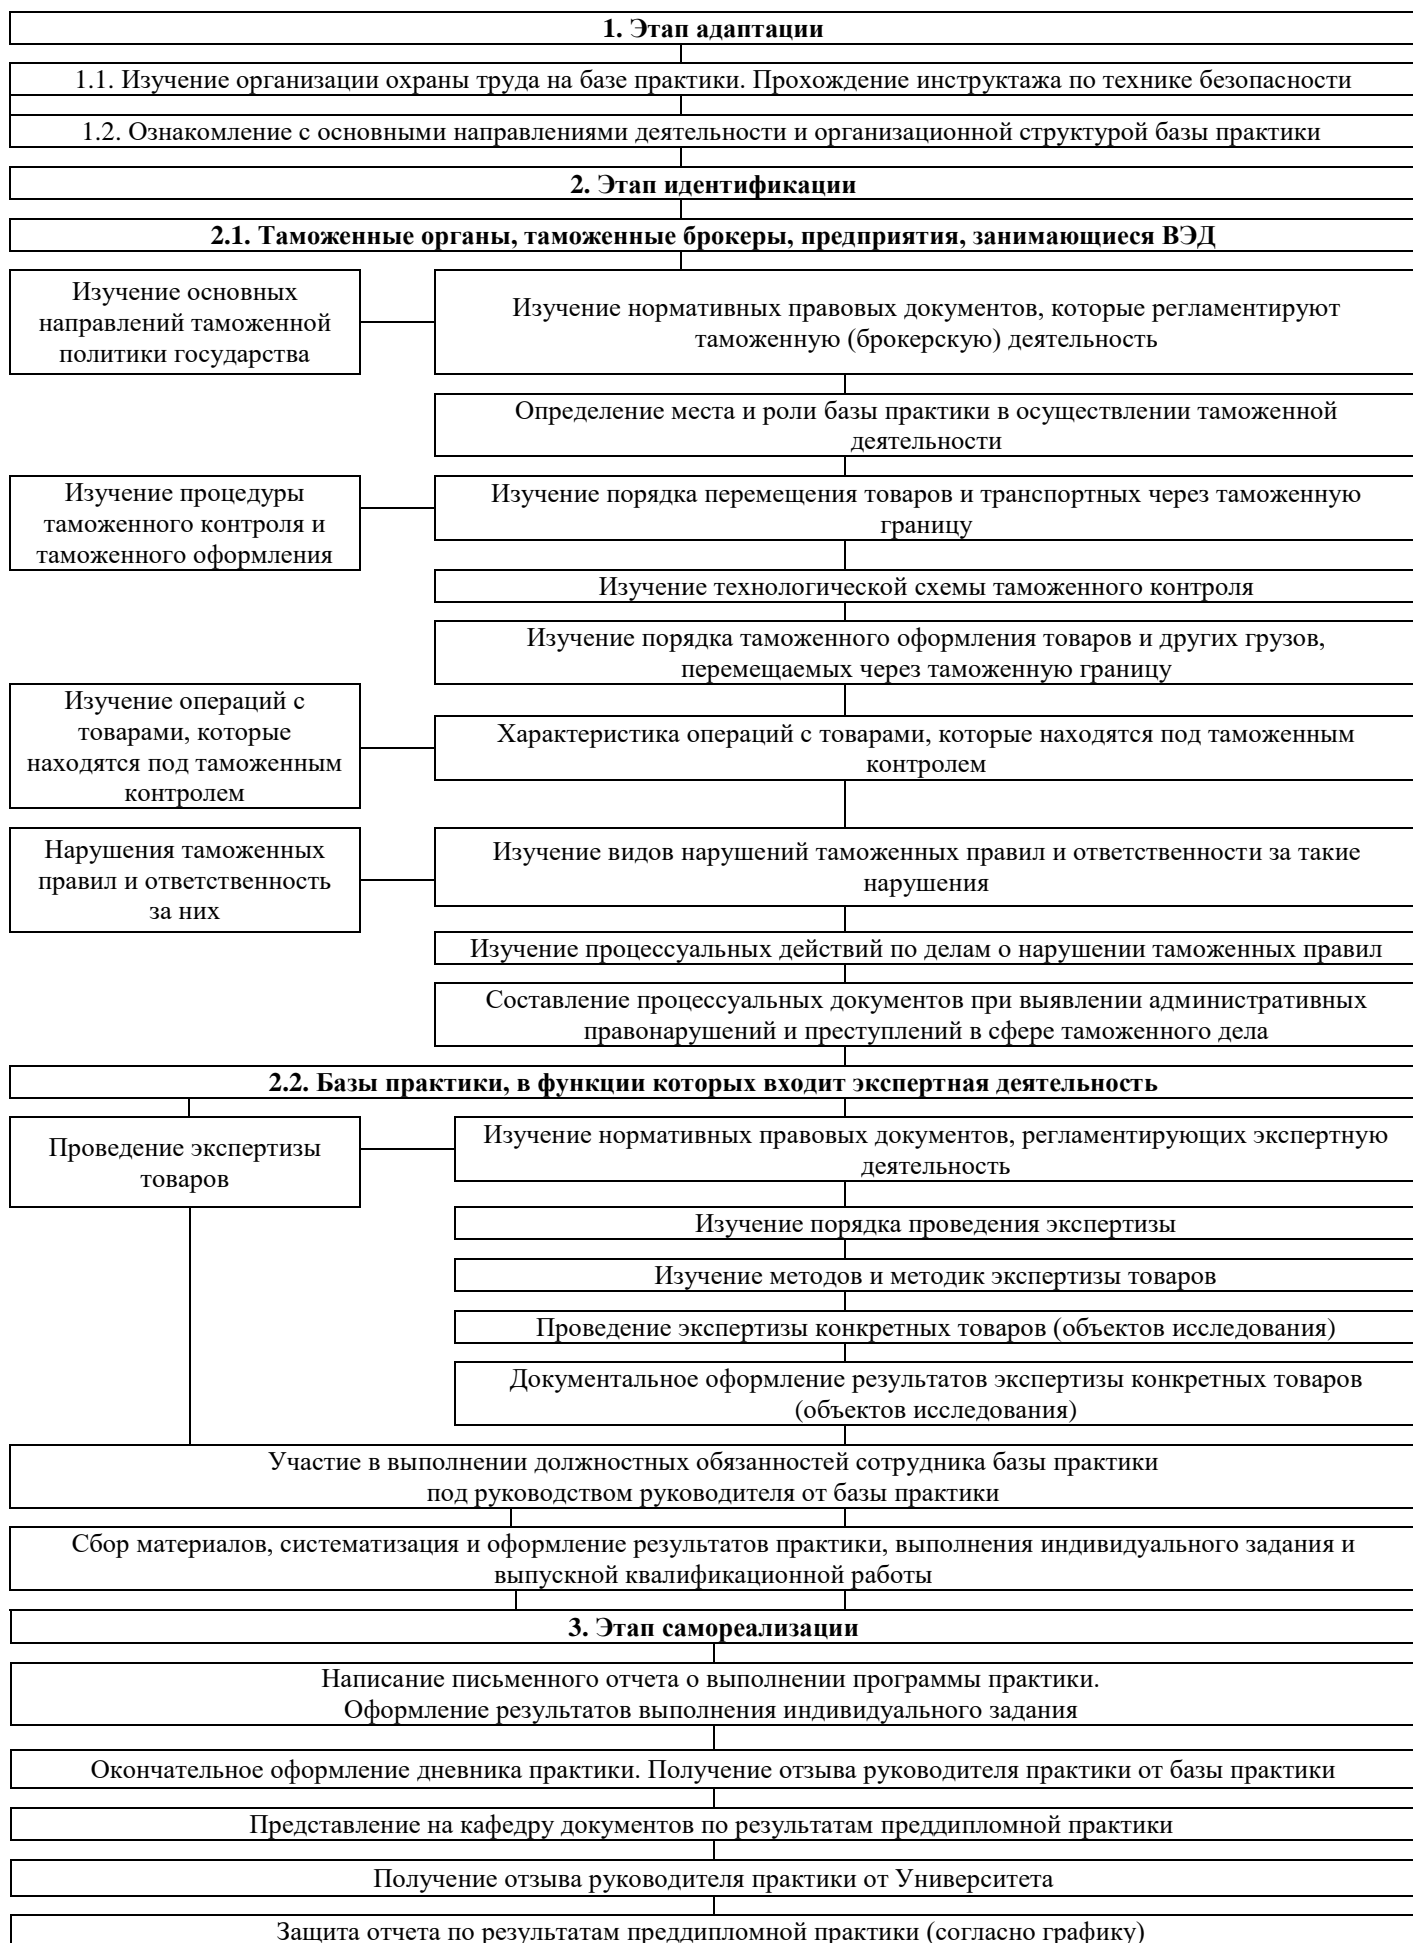 1. Этап адаптации
1.1. Изучение организации охраны труда на базе практики. Прохождение инструктажа по технике безопасности
1.2. Ознакомление с основными направлениями деятельности и организационной структурой базы практики
2. Этап идентификации
2.1. Таможенные органы, таможенные брокеры, предприятия, занимающиеся ВЭД
Изучение основных
направлений таможенной
политики государства
Изучение нормативных правовых документов, которые регламентируют
таможенную (брокерскую) деятельность
Определение места и роли базы практики в осуществлении таможенной
деятельности
Изучение процедуры
таможенного контроля и
таможенного оформления
Изучение порядка перемещения товаров и транспортных через таможенную
границу
Изучение технологической схемы таможенного контроля
Изучение порядка таможенного оформления товаров и других грузов,
перемещаемых через таможенную границу
Изучение операций с
товарами, которые
находятся под таможенным
контролем
Характеристика операций с товарами, которые находятся под таможенным
контролем
Нарушения таможенных
правил и ответственность
за них
Изучение видов нарушений таможенных правил и ответственности за такие
нарушения
Изучение процессуальных действий по делам о нарушении таможенных правил
Составление процессуальных документов при выявлении административных
правонарушений и преступлений в сфере таможенного дела
2.2. Базы практики, в функции которых входит экспертная деятельность
Проведение экспертизы
товаров
Изучение нормативных правовых документов, регламентирующих экспертную
деятельность
Изучение порядка проведения экспертизы
Изучение методов и методик экспертизы товаров
Проведение экспертизы конкретных товаров (объектов исследования)
Документальное оформление результатов экспертизы конкретных товаров
(объектов исследования)
Участие в выполнении должностных обязанностей сотрудника базы практики
под руководством руководителя от базы практики
Сбор материалов, систематизация и оформление результатов практики, выполнения индивидуального задания и
выпускной квалификационной работы
3. Этап самореализации
Написание письменного отчета о выполнении программы практики.
Оформление результатов выполнения индивидуального задания
Окончательное оформление дневника практики. Получение отзыва руководителя практики от базы практики
Представление на кафедру документов по результатам преддипломной практики
Получение отзыва руководителя практики от Университета
Защита отчета по результатам преддипломной практики (согласно графику)